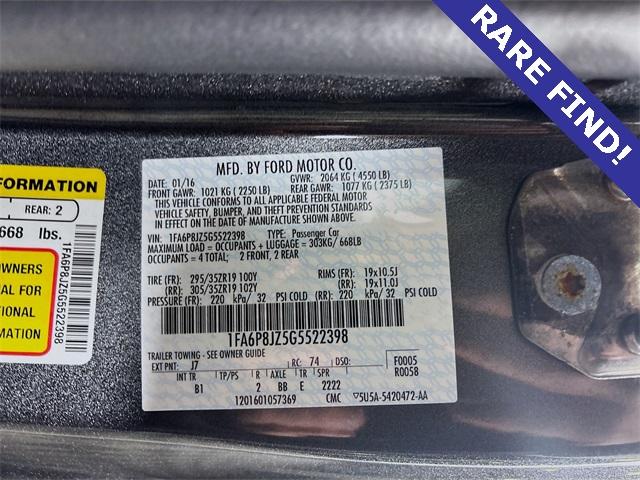 RARE FIND!
FORMATION
REAR: 2
668 lbs.
OWNERS
MANUAL FOR
TIONAL
MATION
1FA6P8JZ5G5522398
MFD. BY FORD MOTOR CO.
DATE: 01/16 GVWR: 2064 KG ( 4550 LB)
FRONT GAWR: 1021 KG ( 2250 LB) REAR GAWR: 1077 KG ( 2375 LB)
THIS VEHICLE CONFORMS TO ALL APPLICABLE FEDERAL MOTOR VEHICLE
SAFETY, BUMPER, AND THEFT PREVENTION STANDARDS
IN EFFECT ON THE DATE OF MANUFACTURE SHOWN ABOVE.
VIN: 1FA6P8JZ5G5522398 TYPE: Passenger Car
MAXIMUM LOAD = OCCUPANTS + LUGGAGE = 303KG/ 668LB
OCCUPANTS = 4 TOTAL; 2 FRONT, 2 REAR
TIRE (FR): 295/35ZR19 100Y RIMS (FR): 19x10.5J
(RR): 305/35ZR19 102Y (RR): 19x11.0J
PRESSURE (FR): 220 kPa/ 32 PSI COLD (RR): 220 kPa/ 32 PSI COLD
1FA6P8JZ5G5522398
TRAILER TOWING - SEE OWNER GUIDE
EXT PNT: J7 RC: 74 DSO: F0005
INT TR TP/PS R AXLE TR SPR R0058
B1 2 BB E 2222
1201601057369 CMC ▽5U5A-5420472-AA